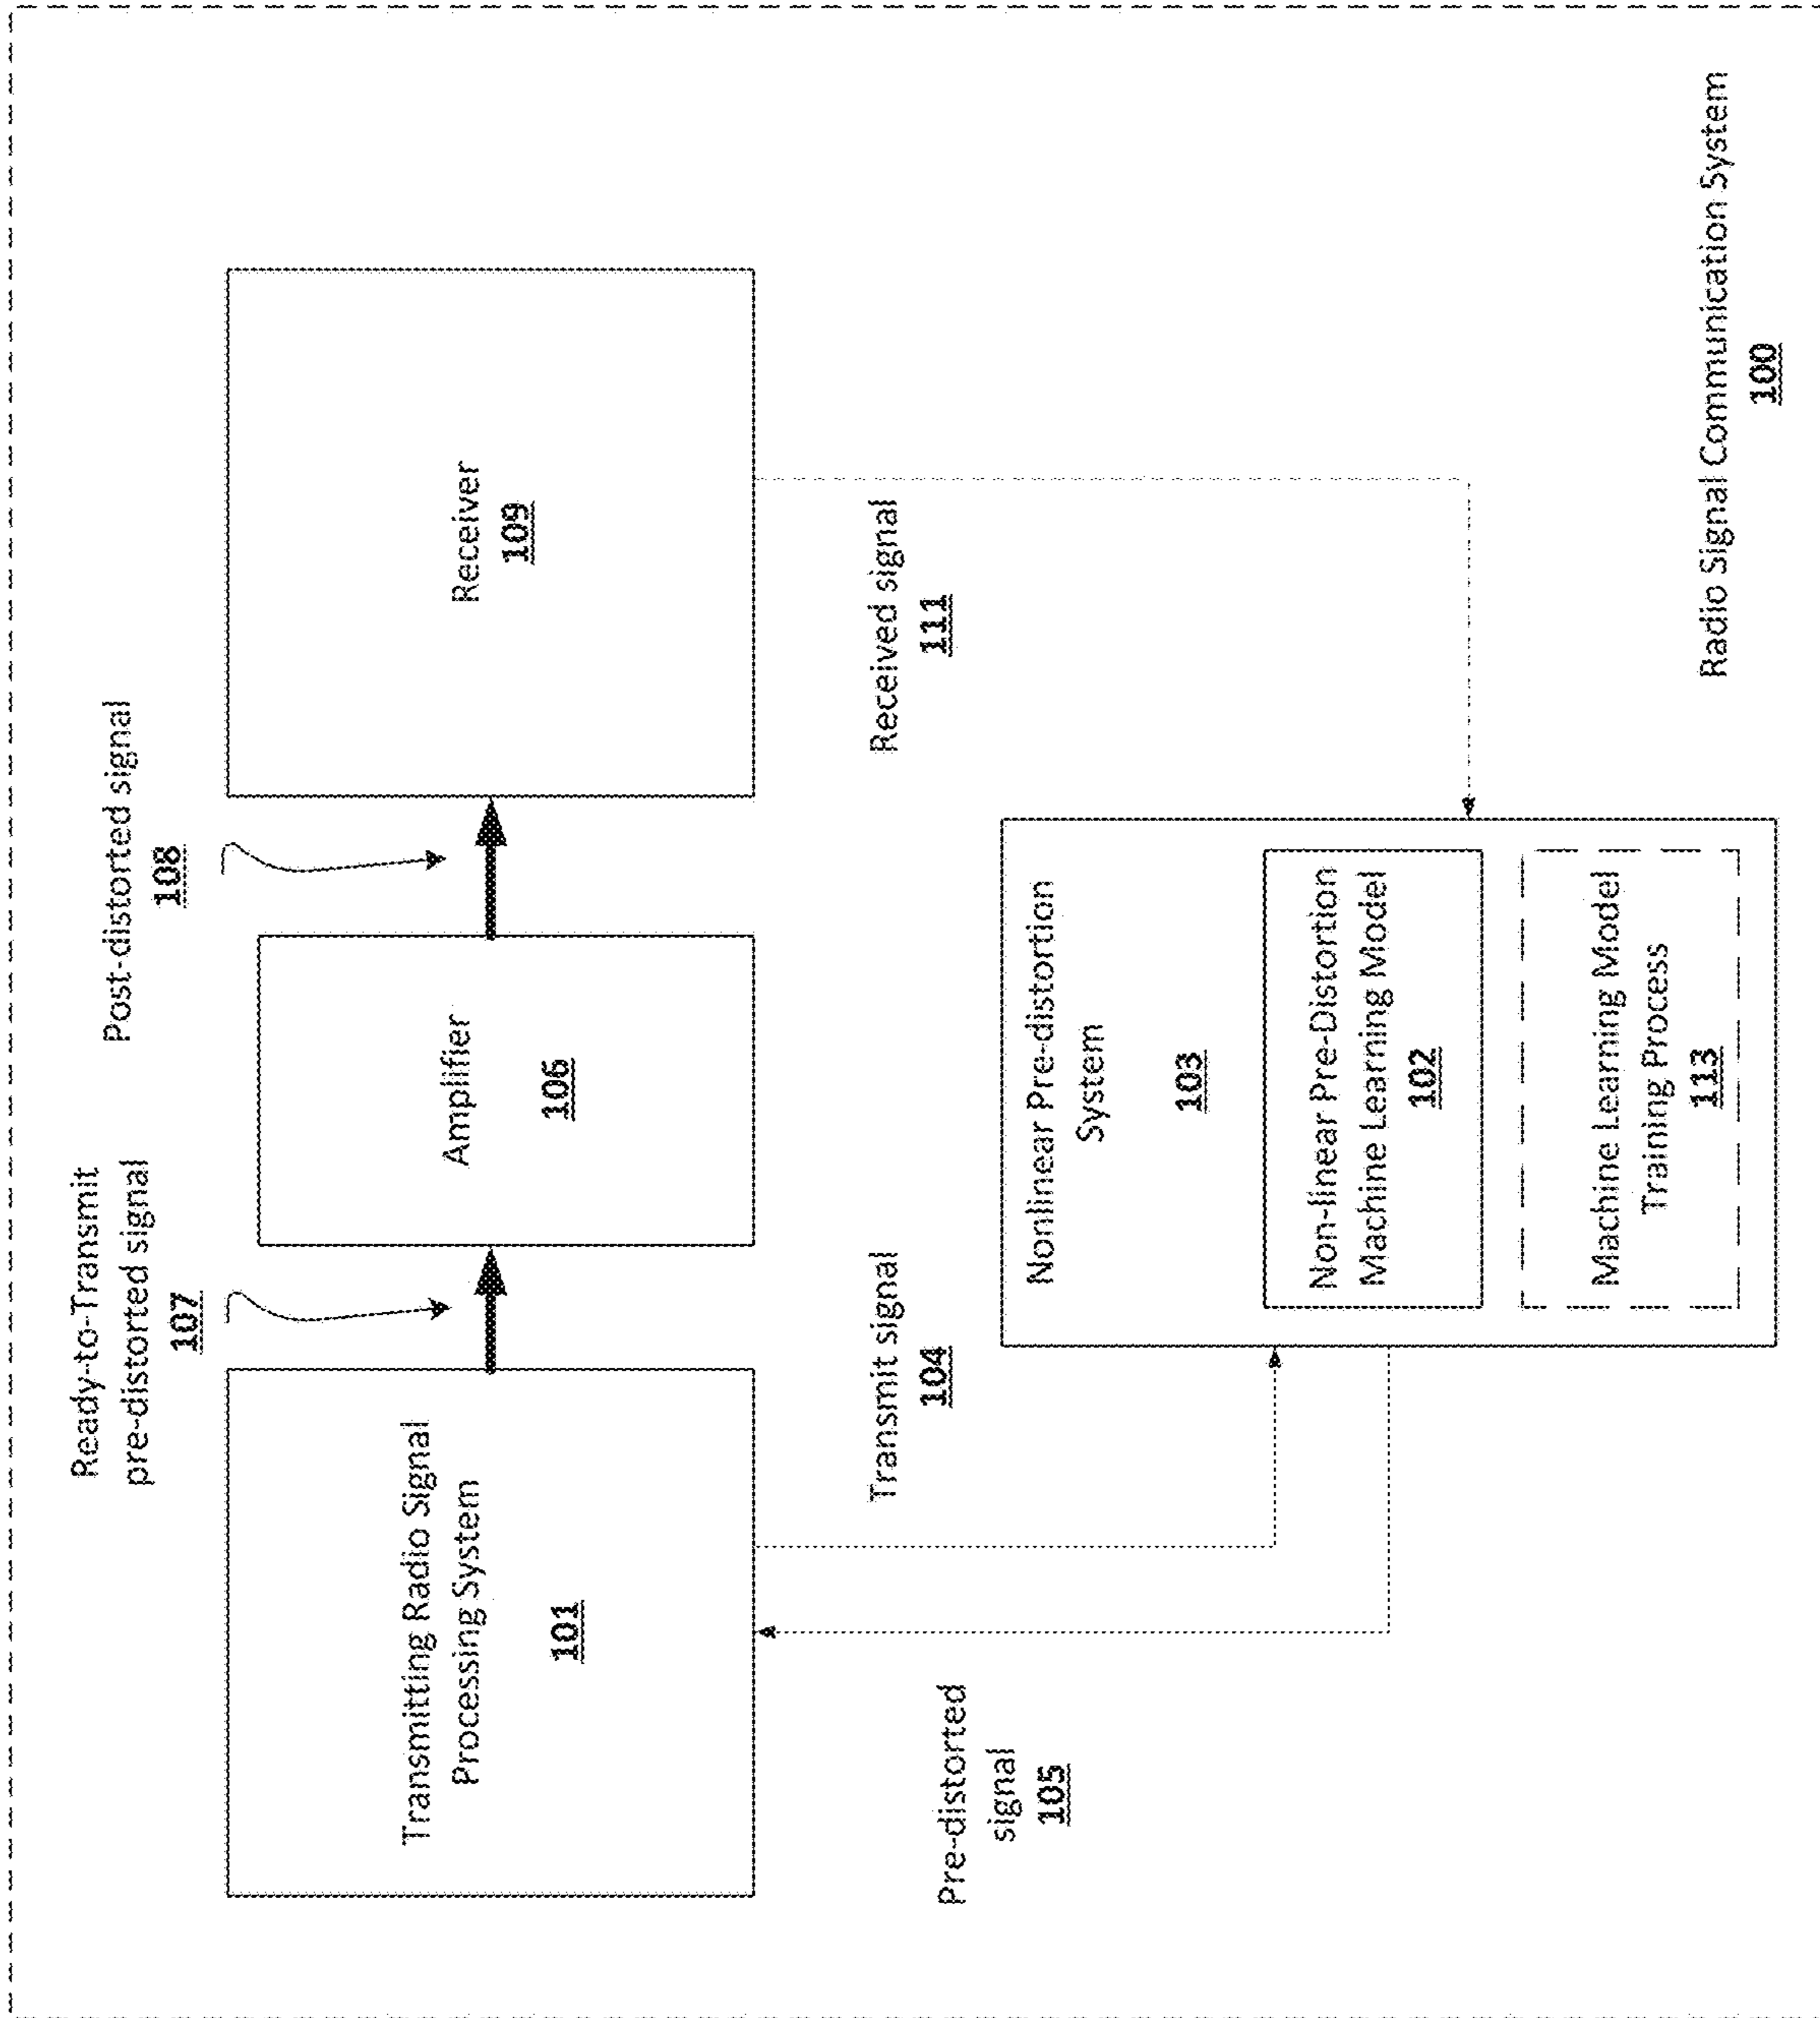 Ready-to-Transmit
pre-distorted signal
107
Post-distorted signal
108
Transmitting Radio Signal
Processing System
101
Amplifier
106
Receiver
109
Transmit signal
104
Received signal
111
Pre-distorted
signal
105
Nonlinear Pre-distortion
System
103
Non-linear Pre-Distortion
Machine Learning Model
102
Machine Learning Model
Training Process
113
Radio Signal Communication System
100